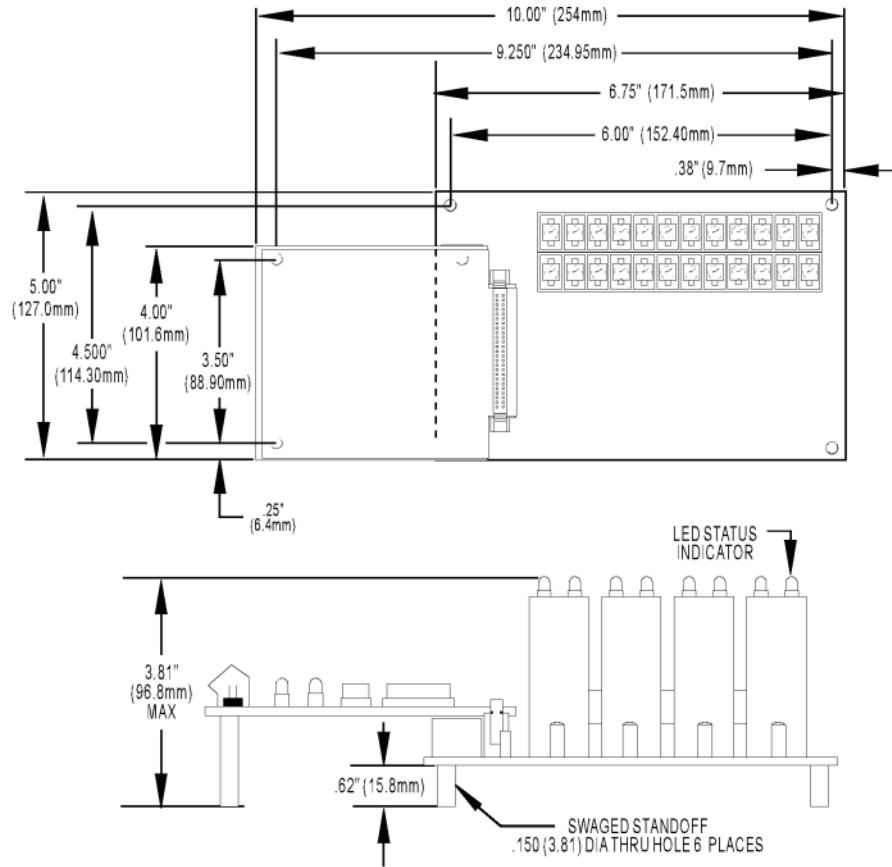 10.00" (254mm)
9.250" (234.95mm)
6.75" (171.5mm)
6.00" (152.40mm)
.38" (9.7mm)
5.00"
(127.0mm)
4.500"
(114.30mm)
4.00"
(101.6mm)
3.50"
(88.90mm)
.25"
(6.4mm)
LED STATUS
INDICATOR
3.81"
(96.8mm)
MAX
.62" (15.8mm)
SWAGED STANDOFF
.150 (3.81) DIA THRU HOLE 6 PLACES